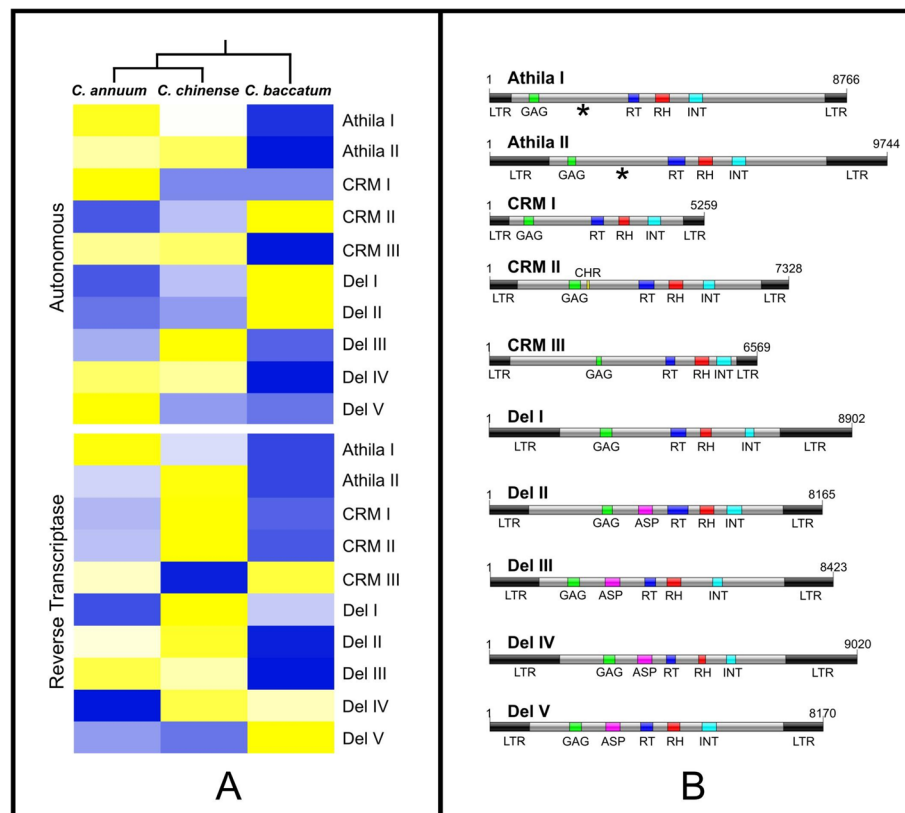 C. annuum C. chinense C. baccatum
Autonomous
Athila I
Athila II
CRM I
CRM II
CRM III
Del I
Del II
Del III
Del IV
Del V
Reverse Transcriptase
Athila I
Athila II
CRM I
CRM II
CRM III
Del I
Del II
Del III
Del IV
Del V
A
1 Athila I 8766
LTR GAG * RT RH INT LTR
1 Athila II 9744
LTR GAG * RT RH INT LTR
1 CRM I 5259
LTR GAG RT RH INT LTR
1 CRM II 7328
CHR
LTR GAG RT RH INT LTR
1 CRM III 6569
LTR GAG RT RH INT LTR
1 Del I 8902
LTR GAG RT RH INT LTR
1 Del II 8165
LTR GAG ASP RT RH INT LTR
1 Del III 8423
LTR GAG ASP RT RH INT LTR
1 Del IV 9020
LTR GAG ASP RT RH INT LTR
1 Del V 8170
LTR GAG ASP RT RH INT LTR
B